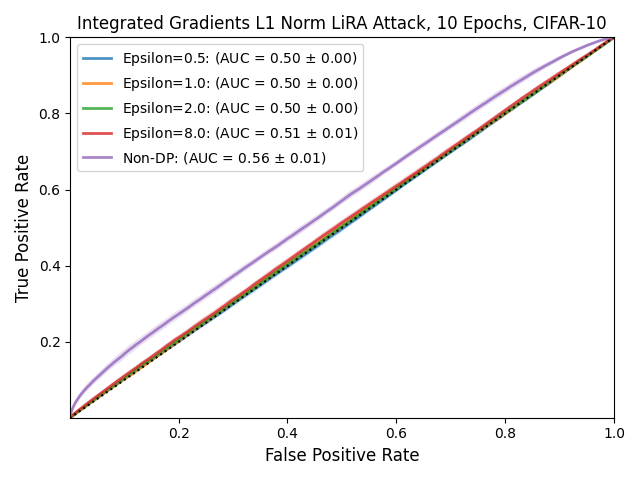 Integrated Gradients L1 Norm LiRA Attack, 10 Epochs, CIFAR-10
1.0
0.8
0.6
0.4
0.2
True Positive Rate
Epsilon=0.5: (AUC = 0.50 ± 0.00)
Epsilon=1.0: (AUC = 0.50 ± 0.00)
Epsilon=2.0: (AUC = 0.50 ± 0.00)
Epsilon=8.0: (AUC = 0.51 ± 0.01)
Non-DP: (AUC = 0.56 ± 0.01)
0.2 0.4 0.6 0.8 1.0
False Positive Rate